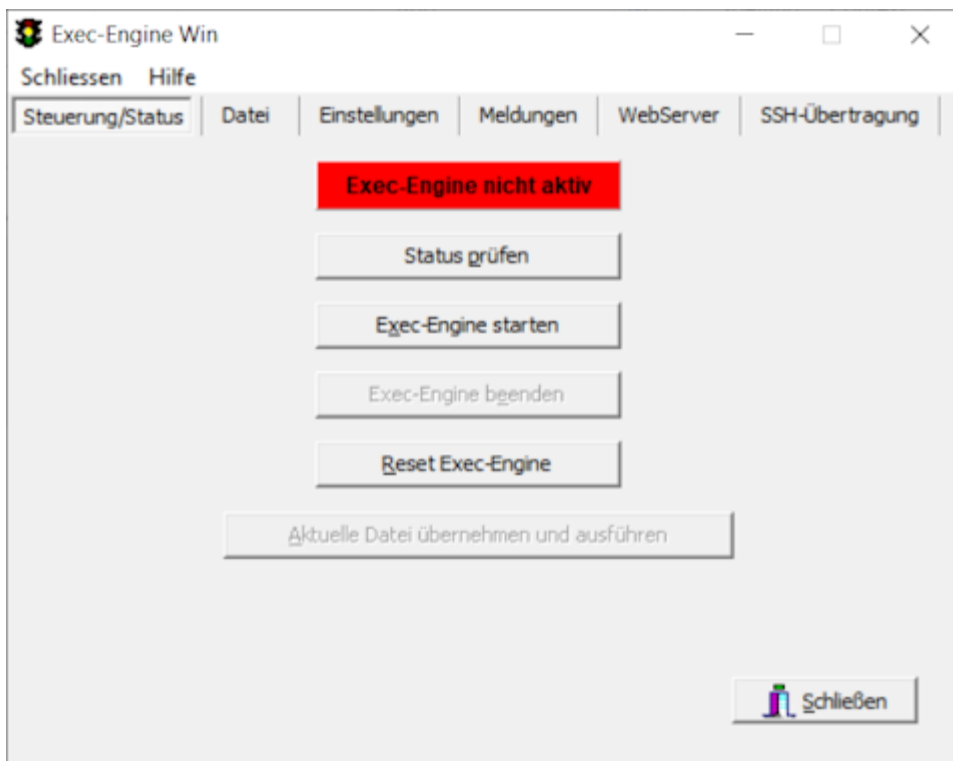 Exec-Engine Win
Schliessen Hilfe
Steuerung/Status Datei Einstellungen Meldungen WebServer SSH-Übertragung
Exec-Engine nicht aktiv
Status prüfen
Exec-Engine starten
Exec-Engine beenden
Reset Exec-Engine
Aktuelle Datei übernehmen und ausführen
Schließen